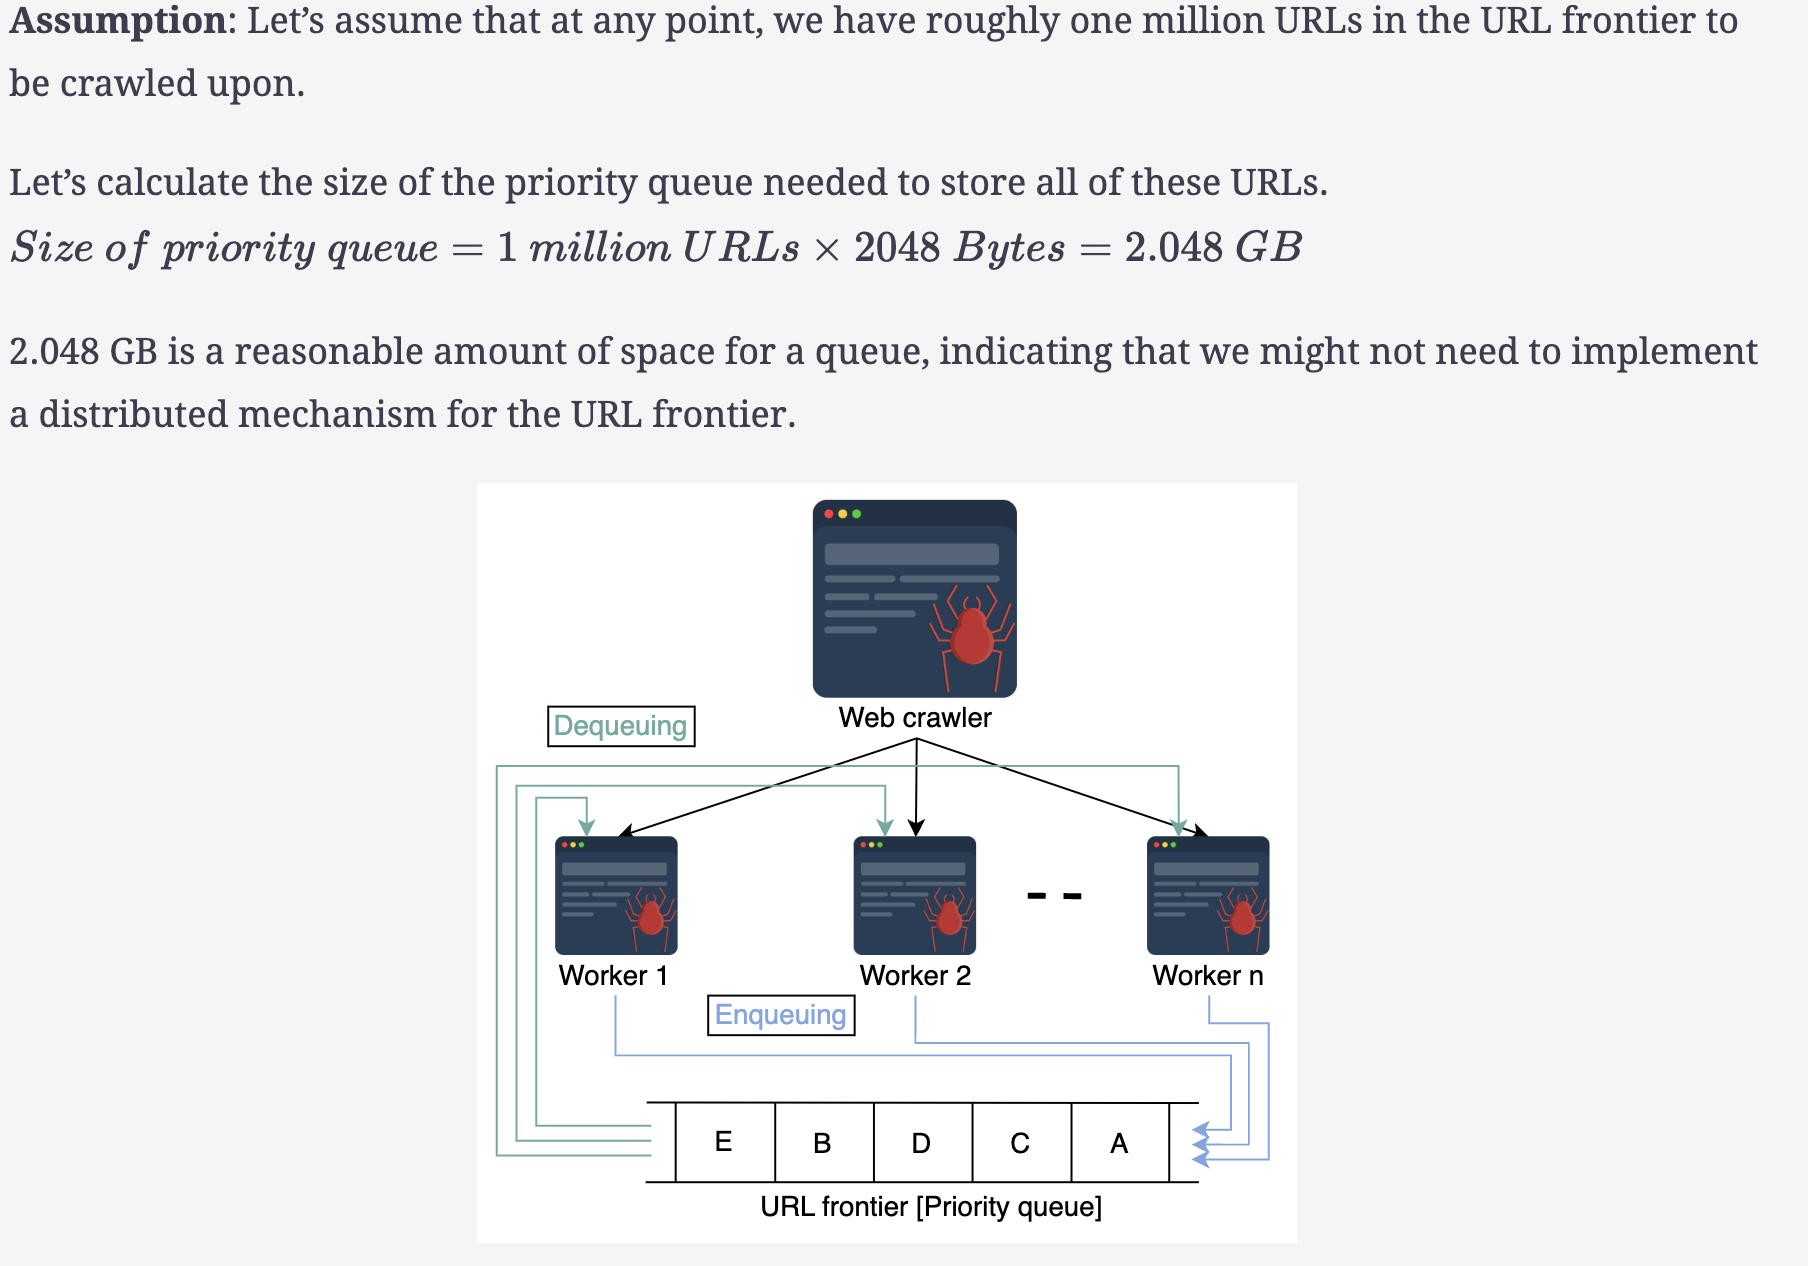 Assumption: Let’s assume that at any point, we have roughly one million URLs in the URL frontier to
be crawled upon.
Let’s calculate the size of the priority queue needed to store all of these URLs.
Size of priority queue = 1 million URLs × 2048 Bytes = 2.048 GB
2.048 GB is a reasonable amount of space for a queue, indicating that we might not need to implement
a distributed mechanism for the URL frontier.
Web crawler
Dequeuing
Worker 1
Worker 2
Worker n
Enqueuing
E B D C A
URL frontier [Priority queue]